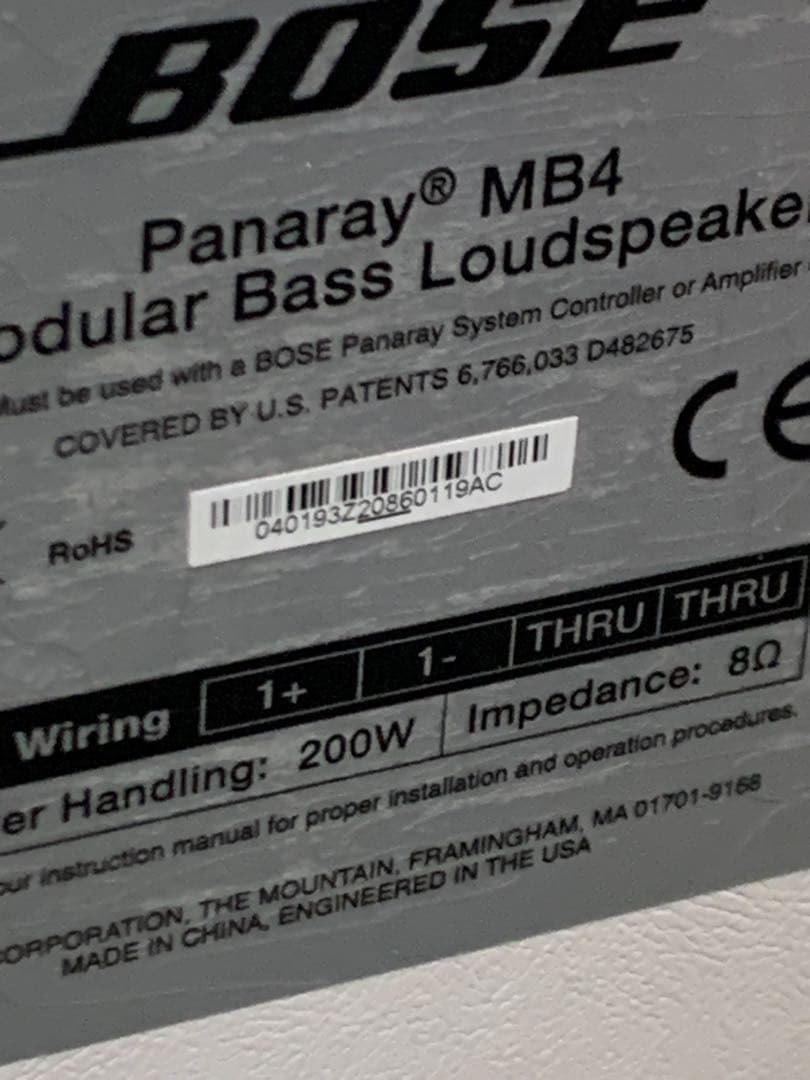 BOSE
Panaray® MB4
odular Bass Loudspeake
Must be used with a BOSE Panaray System Controller or Amplifier
COVERED BY U.S. PATENTS 6,766,033 D482675
CE
RoHS
040193Z20860119AC
Wiring 1+ 1- THRU THRU
er Handling: 200W Impedance: 8Ω
our instruction manual for proper installation and operation procedures.
CORPORATION, THE MOUNTAIN, FRAMINGHAM, MA 01701-9168
MADE IN CHINA, ENGINEERED IN THE USA